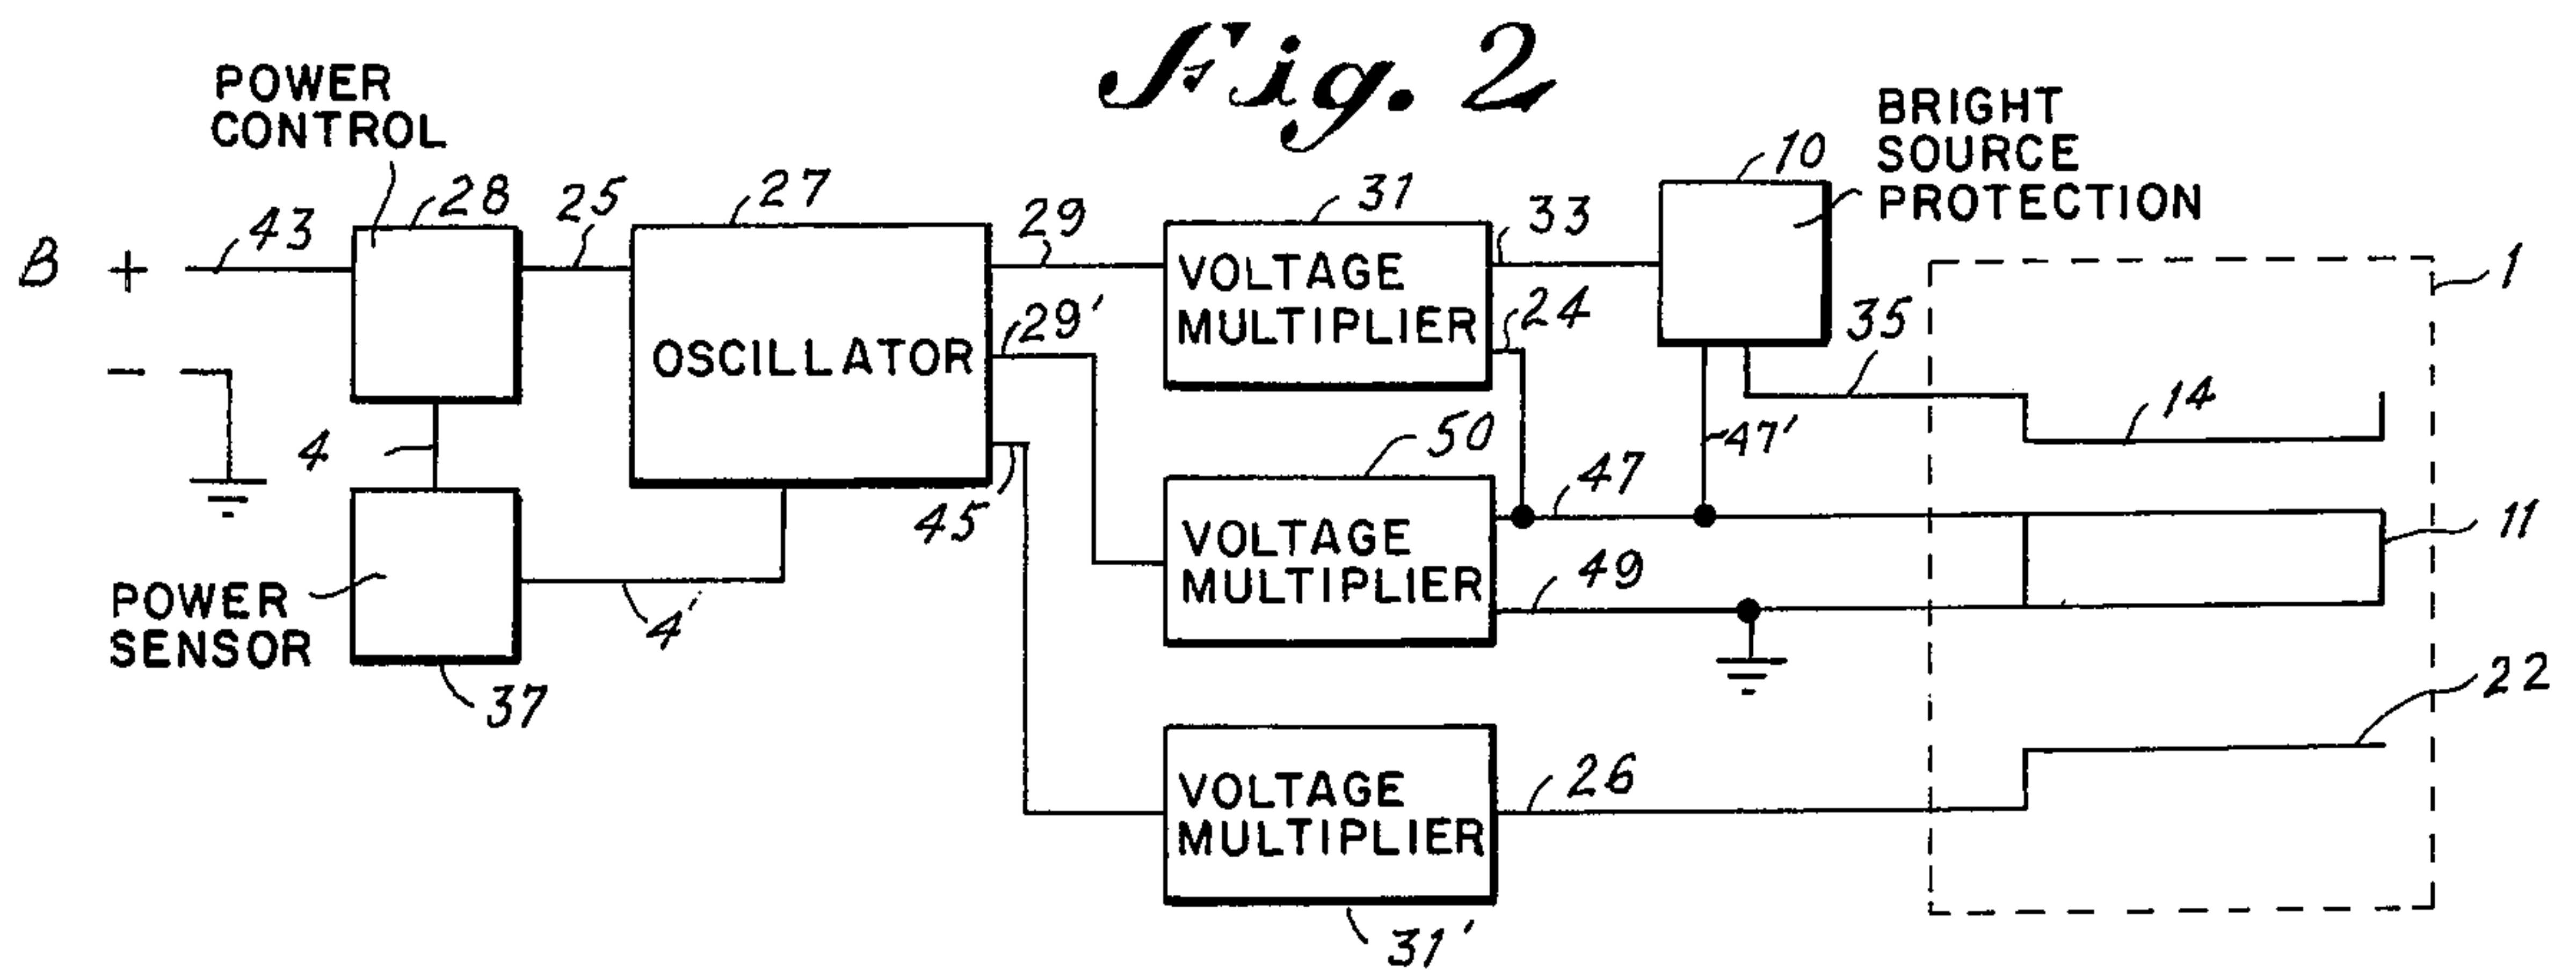 Fig. 2
POWER
CONTROL
BRIGHT
SOURCE
PROTECTION
B + 43
28
25
27
29
31
33
10
1
29'
24
35
14
VOLTAGE
MULTIPLIER
OSCILLATOR
4
45
50
47
47'
11
VOLTAGE
MULTIPLIER
49
−
POWER
SENSOR
4'
37
22
26
VOLTAGE
MULTIPLIER
31'